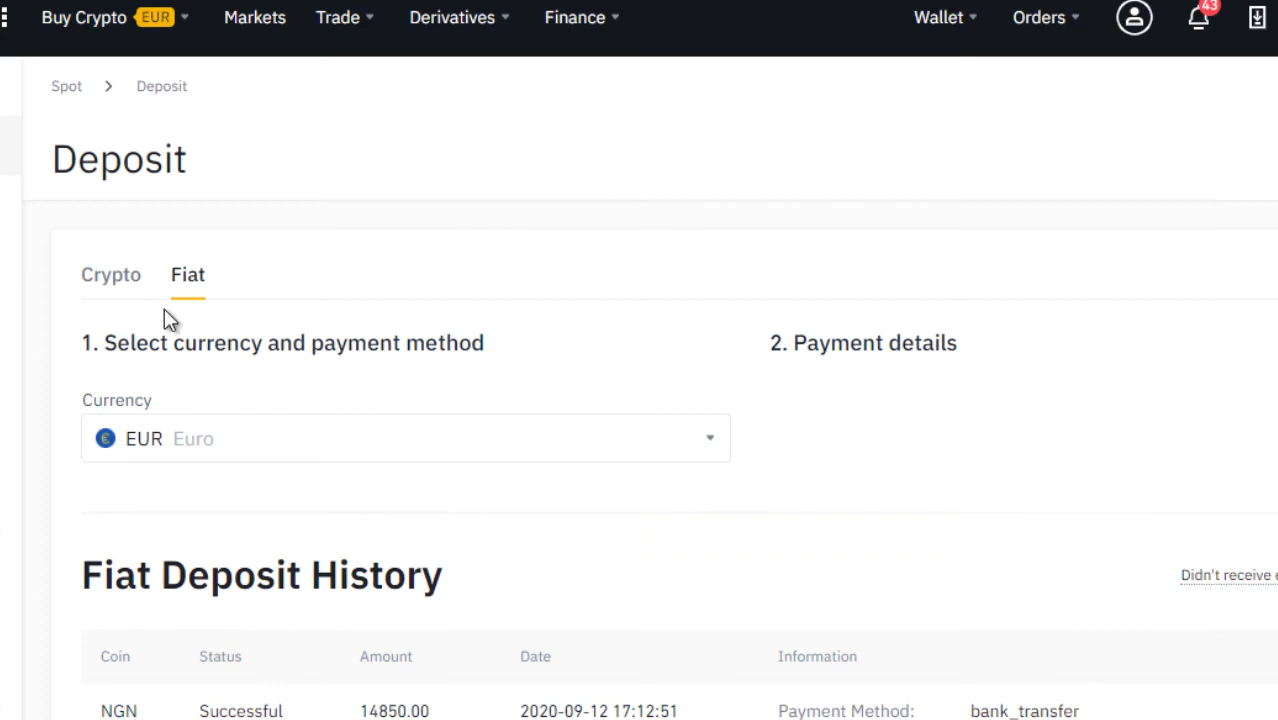 Buy Crypto EUR Markets Trade Derivatives Finance Wallet Orders 43
Spot > Deposit
Deposit
Crypto Fiat
1. Select currency and payment method 2. Payment details
Currency
€ EUR Euro
Fiat Deposit History Didn't receive
Coin Status Amount Date Information
NGN Successful 14850.00 2020-09-12 17:12:51 Payment Method: bank_transfer